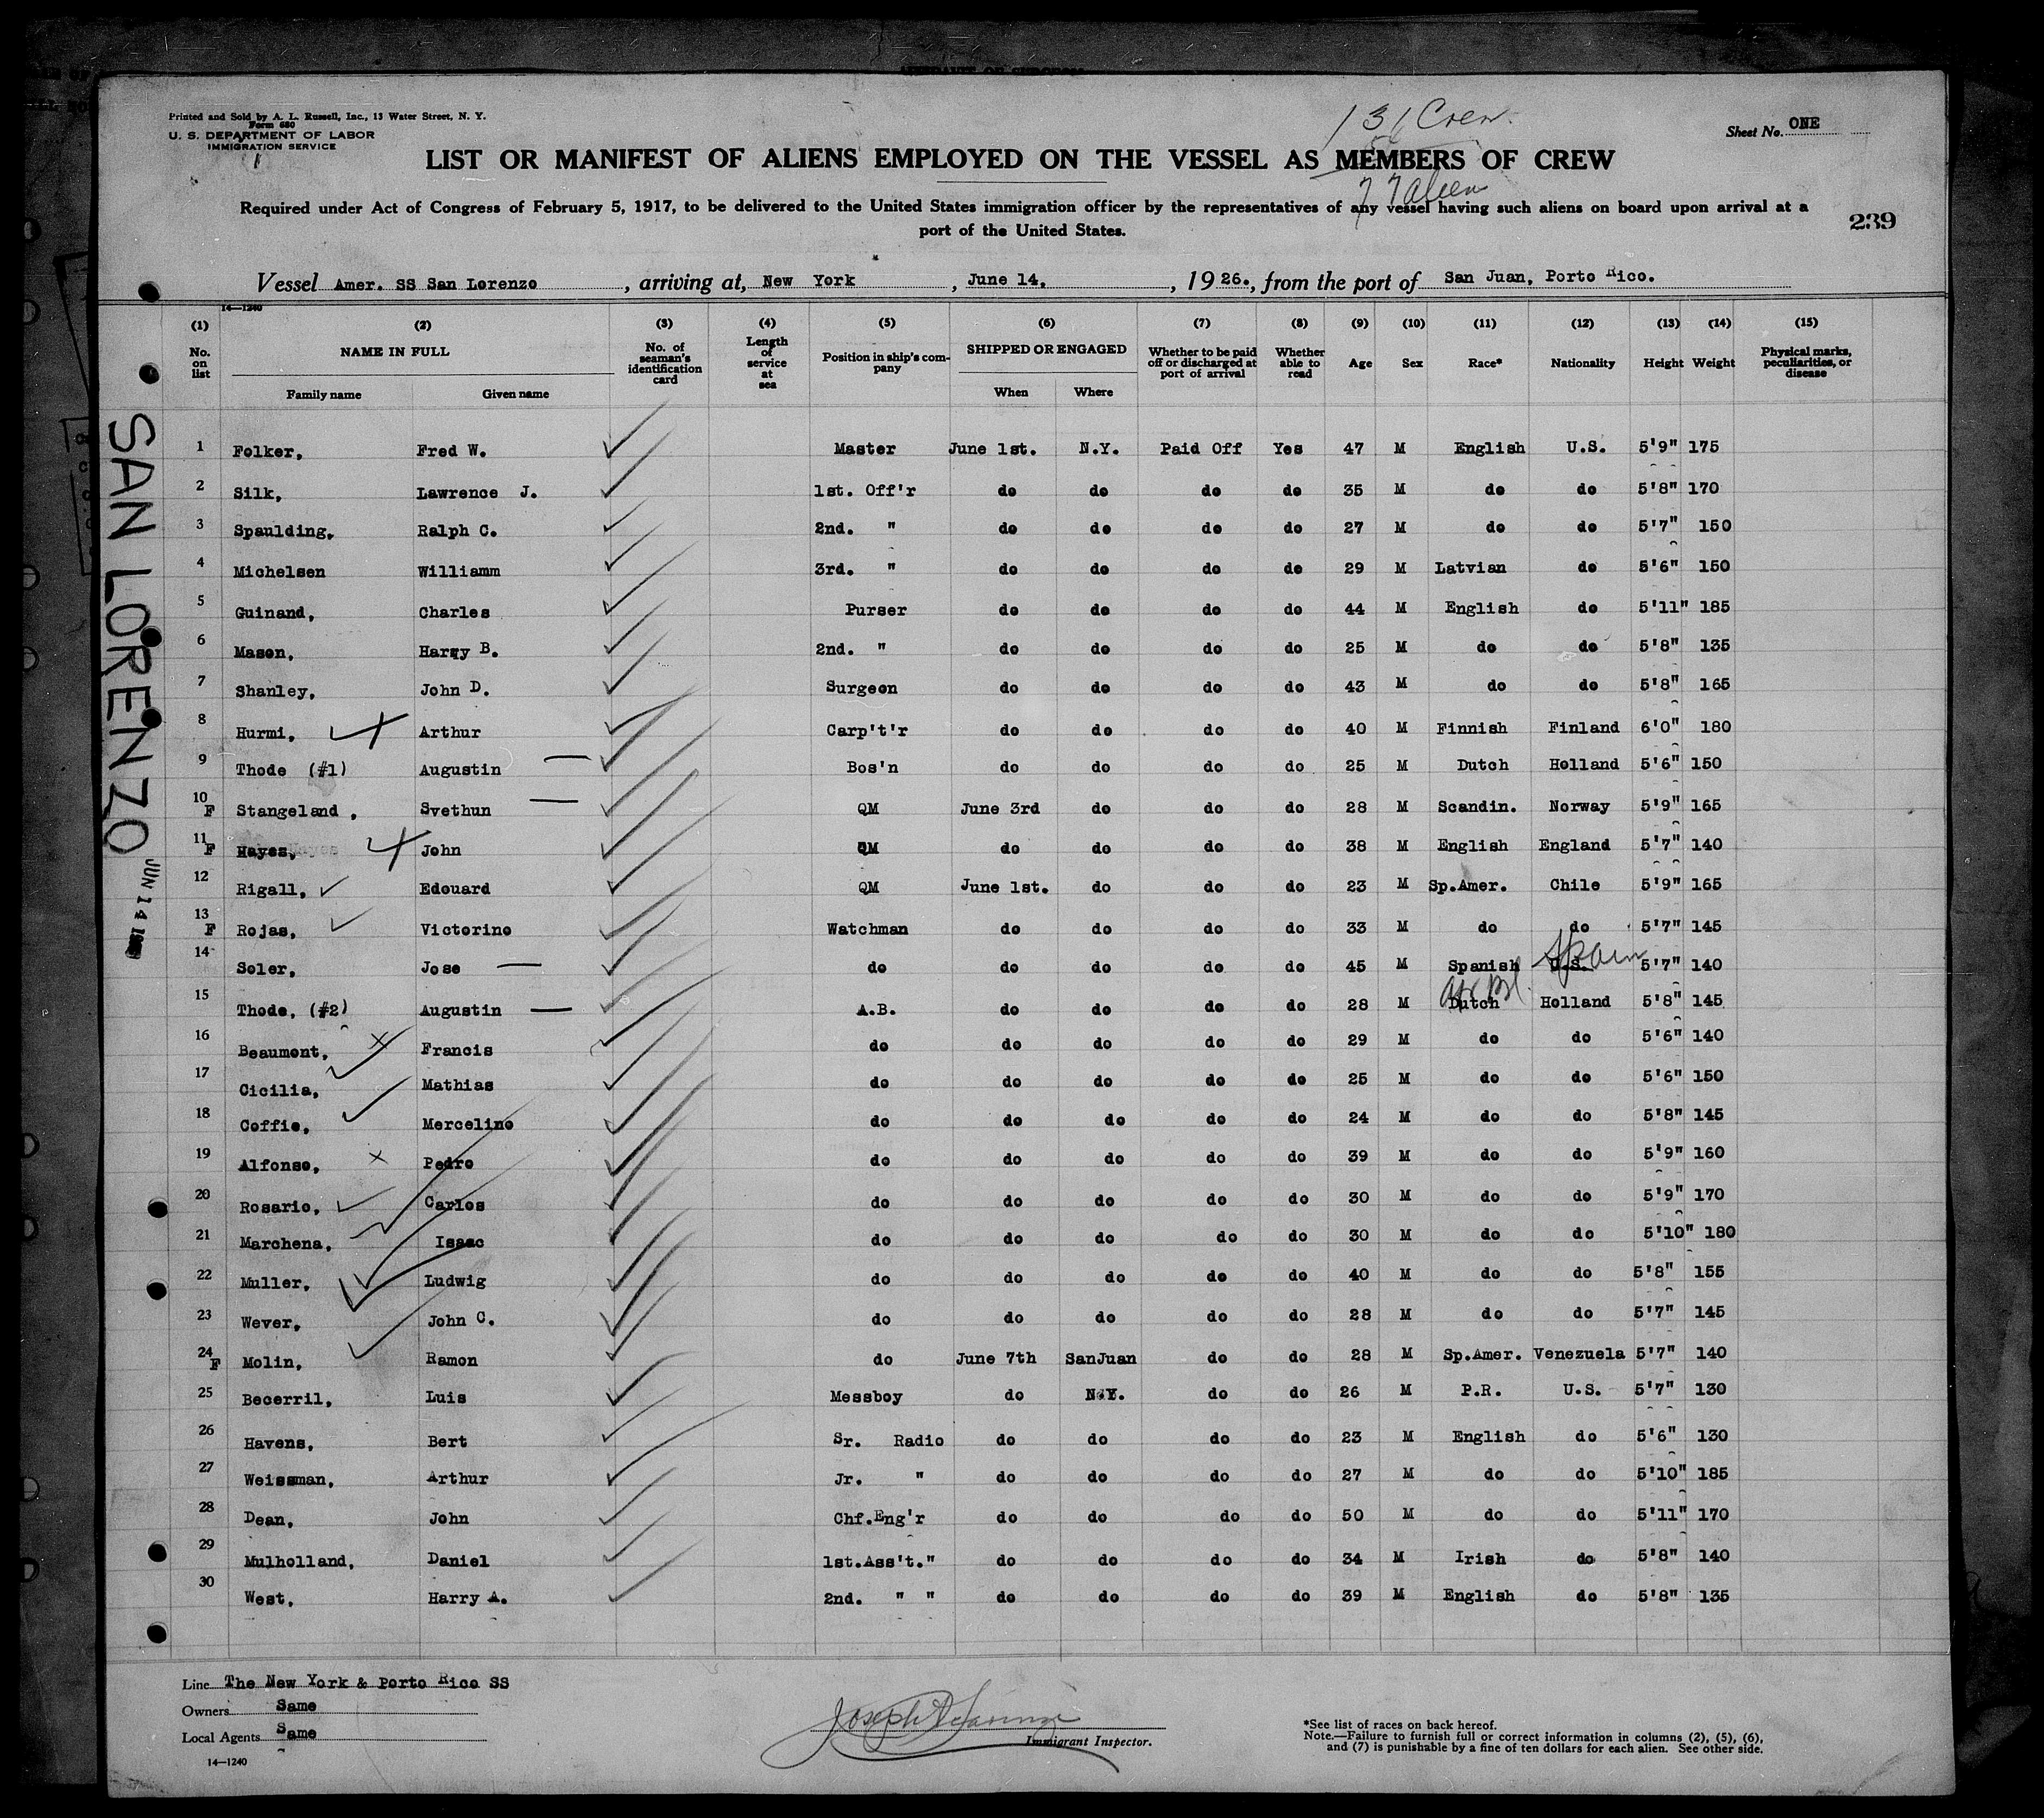 Printed and Sold by A. L. Russell, Inc., 13 Water Street, N. Y.
Form 680
U. S. DEPARTMENT OF LABOR
IMMIGRATION SERVICE
131 Crew
Sheet No. ONE
LIST OR MANIFEST OF ALIENS EMPLOYED ON THE VESSEL AS MEMBERS OF CREW
77 alien
Required under Act of Congress of February 5, 1917, to be delivered to the United States immigration officer by the representatives of any vessel having such aliens on board upon arrival at a
port of the United States.
239
Vessel Amer. SS San Lorenzo, arriving at, New York, June 14, 1926., from the port of San Juan, Porto Rico.
14—1240
(1) (2) (3) (4) (5) (6) (7) (8) (9) (10) (11) (12) (13) (14) (15)
No. on list NAME IN FULL Family name Given name No. of seaman's identification card Length of service at sea Position in ship's company SHIPPED OR ENGAGED When Where Whether to be paid off or discharged at port of arrival Whether able to read Age Sex Race* Nationality Height Weight Physical marks, peculiarities, or disease
1 Folker, Fred W. Master June 1st. N.Y. Paid Off Yes 47 M English U.S. 5'9" 175
2 Silk, Lawrence J. 1st. Off'r do do do do 35 M do do 5'8" 170
3 Spaulding, Ralph C. 2nd. " do do do do 27 M do do 5'7" 150
4 Michelsen Williamm 3rd. " do do do do 29 M Latvian do 5'6" 150
5 Guinand, Charles Purser do do do do 44 M English do 5'11" 185
6 Mason, Harry B. 2nd. " do do do do 25 M do do 5'8" 135
7 Shanley, John D. Surgeon do do do do 43 M do do 5'8" 165
8 Hurmi, Arthur Carp't'r do do do do 40 M Finnish Finland 6'0" 180
9 Thode (#1) Augustin Bos'n do do do do 25 M Dutch Holland 5'6" 150
10 F Stangeland, Svethun QM June 3rd do do do 28 M Scandin. Norway 5'9" 165
11 F Hayes, John QM do do do do 38 M English England 5'7" 140
12 Rigall, Edouard QM June 1st. do do do 23 M Sp.Amer. Chile 5'9" 165
13 F Rojas, Victorino Watchman do do do do 33 M do do 5'7" 145
14 Soler, Jose do do do do do 45 M Spanish U.S. Spain 5'7" 140
15 Thode, (#2) Augustin A.B. do do do do 28 M Dutch Holland 5'8" 145
16 Beaumont, Francis do do do do do 29 M do do 5'6" 140
17 Cicilia, Mathias do do do do do 25 M do do 5'6" 150
18 Coffie, Mercelino do do do do do 24 M do do 5'8" 145
19 Alfonso, Pedro do do do do do 39 M do do 5'9" 160
20 Rosario, Carlos do do do do do 30 M do do 5'9" 170
21 Marchena, Isaac do do do do do 30 M do do 5'10" 180
22 Muller, Ludwig do do do do do 40 M do do 5'8" 155
23 Wever, John C. do do do do do 28 M do do 5'7" 145
24 F Molin, Ramon do June 7th SanJuan do do 28 M Sp.Amer. Venezuela 5'7" 140
25 Becerril, Luis Messboy do N.Y. do do 26 M P.R. U.S. 5'7" 130
26 Havens, Bert Sr. Radio do do do do 23 M English do 5'6" 130
27 Weissman, Arthur Jr. " do do do do 27 M do do 5'10" 185
28 Dean, John Chf.Eng'r do do do do 50 M do do 5'11" 170
29 Mulholland, Daniel 1st.Ass't." do do do do 34 M Irish do 5'8" 140
30 West, Harry A. 2nd. " " do do do do 39 M English do 5'8" 135
SAN LORENZO
JUN 14
Line The New York & Porto Rico SS
Owners Same
Local Agents Same
14—1240
Joseph
Immigrant Inspector.
*See list of races on back hereof.
Note.—Failure to furnish full or correct information in columns (2), (5), (6),
and (7) is punishable by a fine of ten dollars for each alien. See other side.